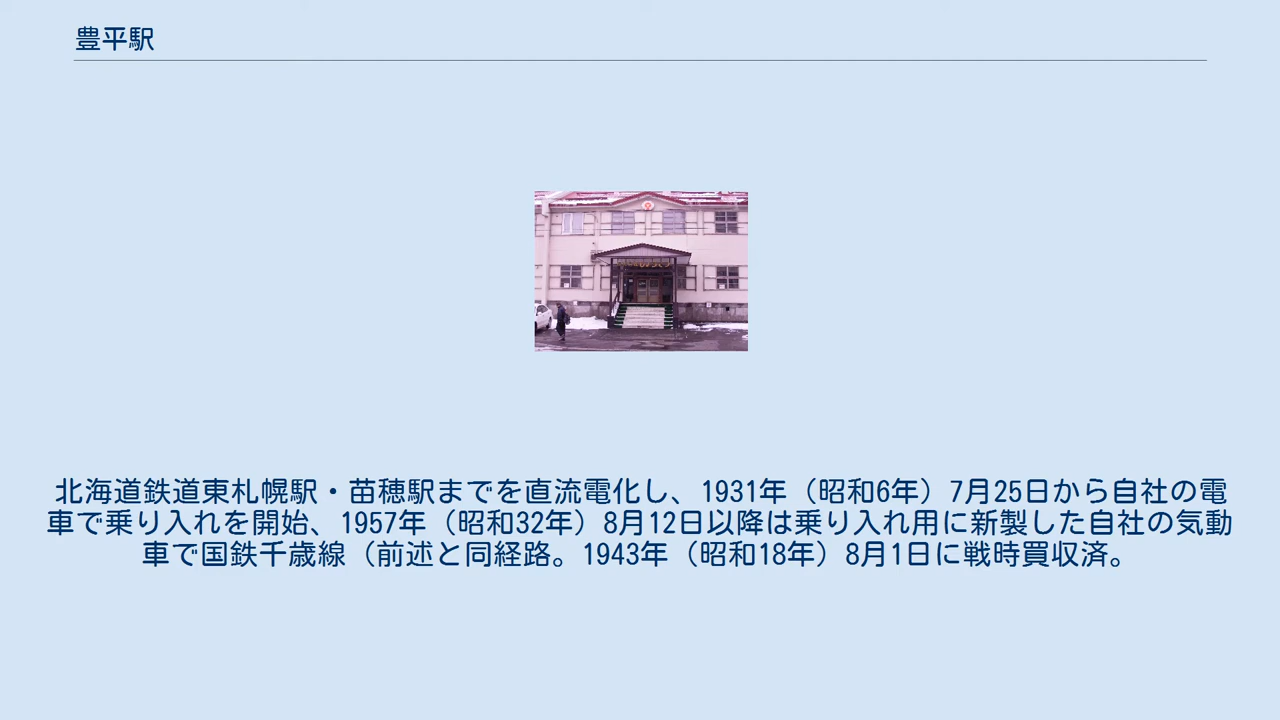 豊平駅
北海道鉄道東札幌駅・苗穂駅までを直流電化し、1931年（昭和6年）7月25日から自社の電
車で乗り入れを開始、1957年（昭和32年）8月12日以降は乗り入れ用に新製した自社の気動
車で国鉄千歳線（前述と同経路。1943年（昭和18年）8月1日に戦時買収済。